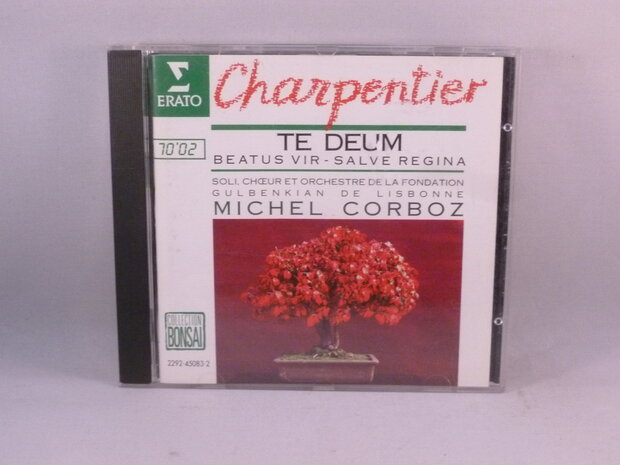 ERATO
Charpentier
70'02
TE DEUM
BEATUS VIR - SALVE REGINA
SOLI, CHŒUR ET ORCHESTRE DE LA FONDATION
GULBENKIAN DE LISBONNE
MICHEL CORBOZ
COLLECTION
BONSAI
2292-45083-2